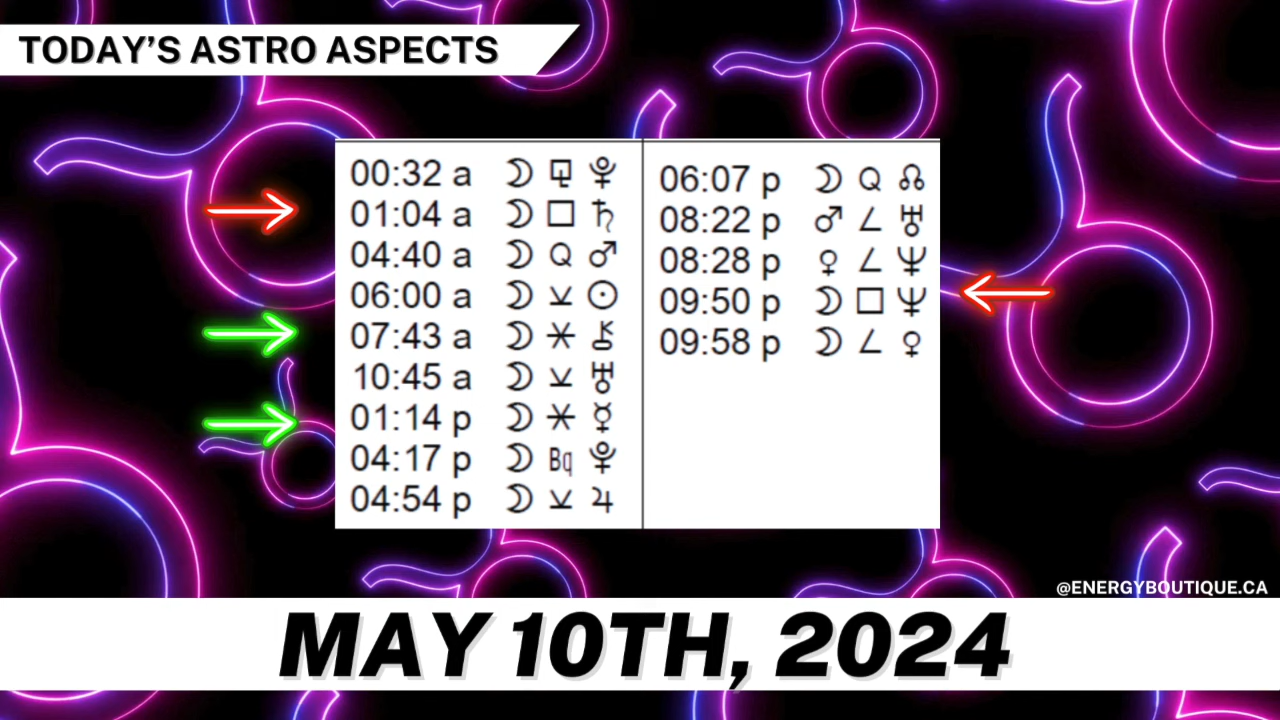 TODAY’S ASTRO ASPECTS
00:32 a ☽ ⚼ ♇
01:04 a ☽ □ ♄
04:40 a ☽ Q ♂
06:00 a ☽ ⚺ ☉
07:43 a ☽ ⚹ ⚷
10:45 a ☽ ⚺ ♅
01:14 p ☽ ⚹ ☿
04:17 p ☽ Bq ♇
04:54 p ☽ ⚺ ♃
06:07 p ☽ Q ☊
08:22 p ♂ ∠ ♅
08:28 p ♀ ∠ ♆
09:50 p ☽ □ ♆
09:58 p ☽ ∠ ♀
@ENERGYBOUTIQUE.CA
MAY 10TH, 2024